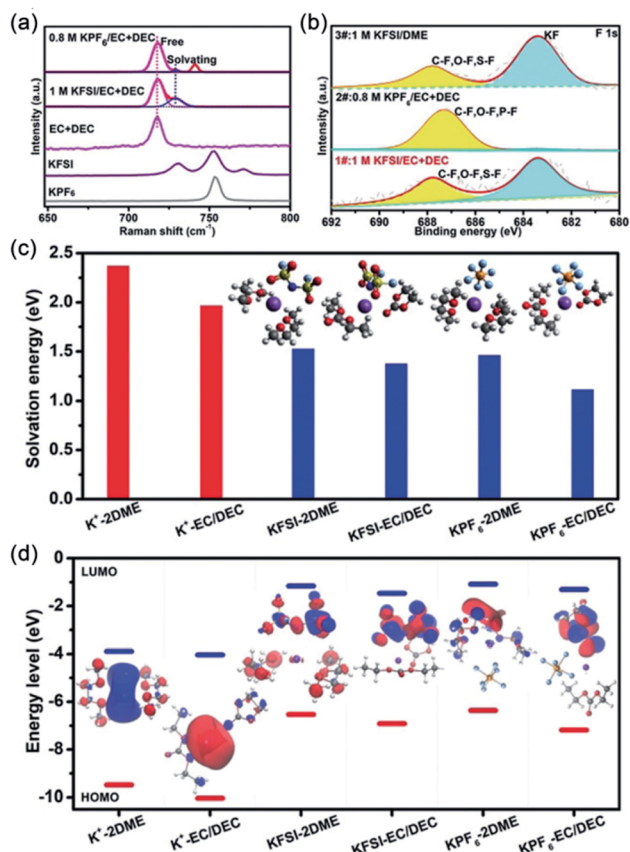 (a)
0.8 M KPF6/EC+DEC
Free
Solvating
1 M KFSI/EC+DEC
EC+DEC
KFSI
KPF6
Intensity (a.u.)
650
700
750
800
Raman shift (cm-1)
(b)
3#:1 M KFSI/DME
F 1s
KF
C-F,O-F,S-F
2#:0.8 M KPF6/EC+DEC
C-F,O-F,P-F
1#:1 M KFSI/EC+DEC
C-F,O-F,S-F
Intensity (a.u.)
692
690
688
686
684
682
680
Binding energy (eV)
(c)
Solvation energy (eV)
2.5
2.0
1.5
1.0
0.5
0.0
K+-2DME
K+-EC/DEC
KFSI-2DME
KFSI-EC/DEC
KPF6-2DME
KPF6-EC/DEC
(d)
Energy level (eV)
0
-2
-4
-6
-8
-10
LUMO
HOMO
K+-2DME
K+-EC/DEC
KFSI-2DME
KFSI-EC/DEC
KPF6-2DME
KPF6-EC/DEC